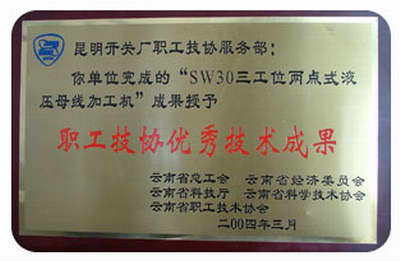 昆明开关厂职工技协服务部：
你单位完成的“SW30三工位两点式液
压母线加工机”成果授予
职工技协优秀技术成果
云南省总工会 云南省经济委员会
云南省科技厅 云南省科学技术协会
云南省职工技术协会
二00四年三月